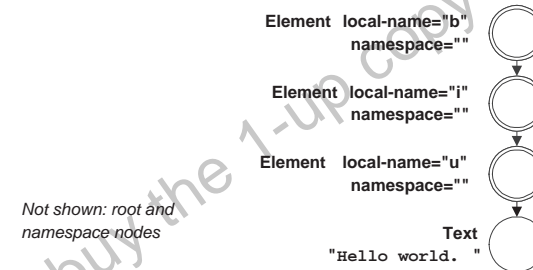 Element local-name="b"
namespace=""
Element local-name="i"
namespace=""
Element local-name="u"
namespace=""
Not shown: root and
namespace nodes
Text
"Hello world. "
buy the 1-up copy